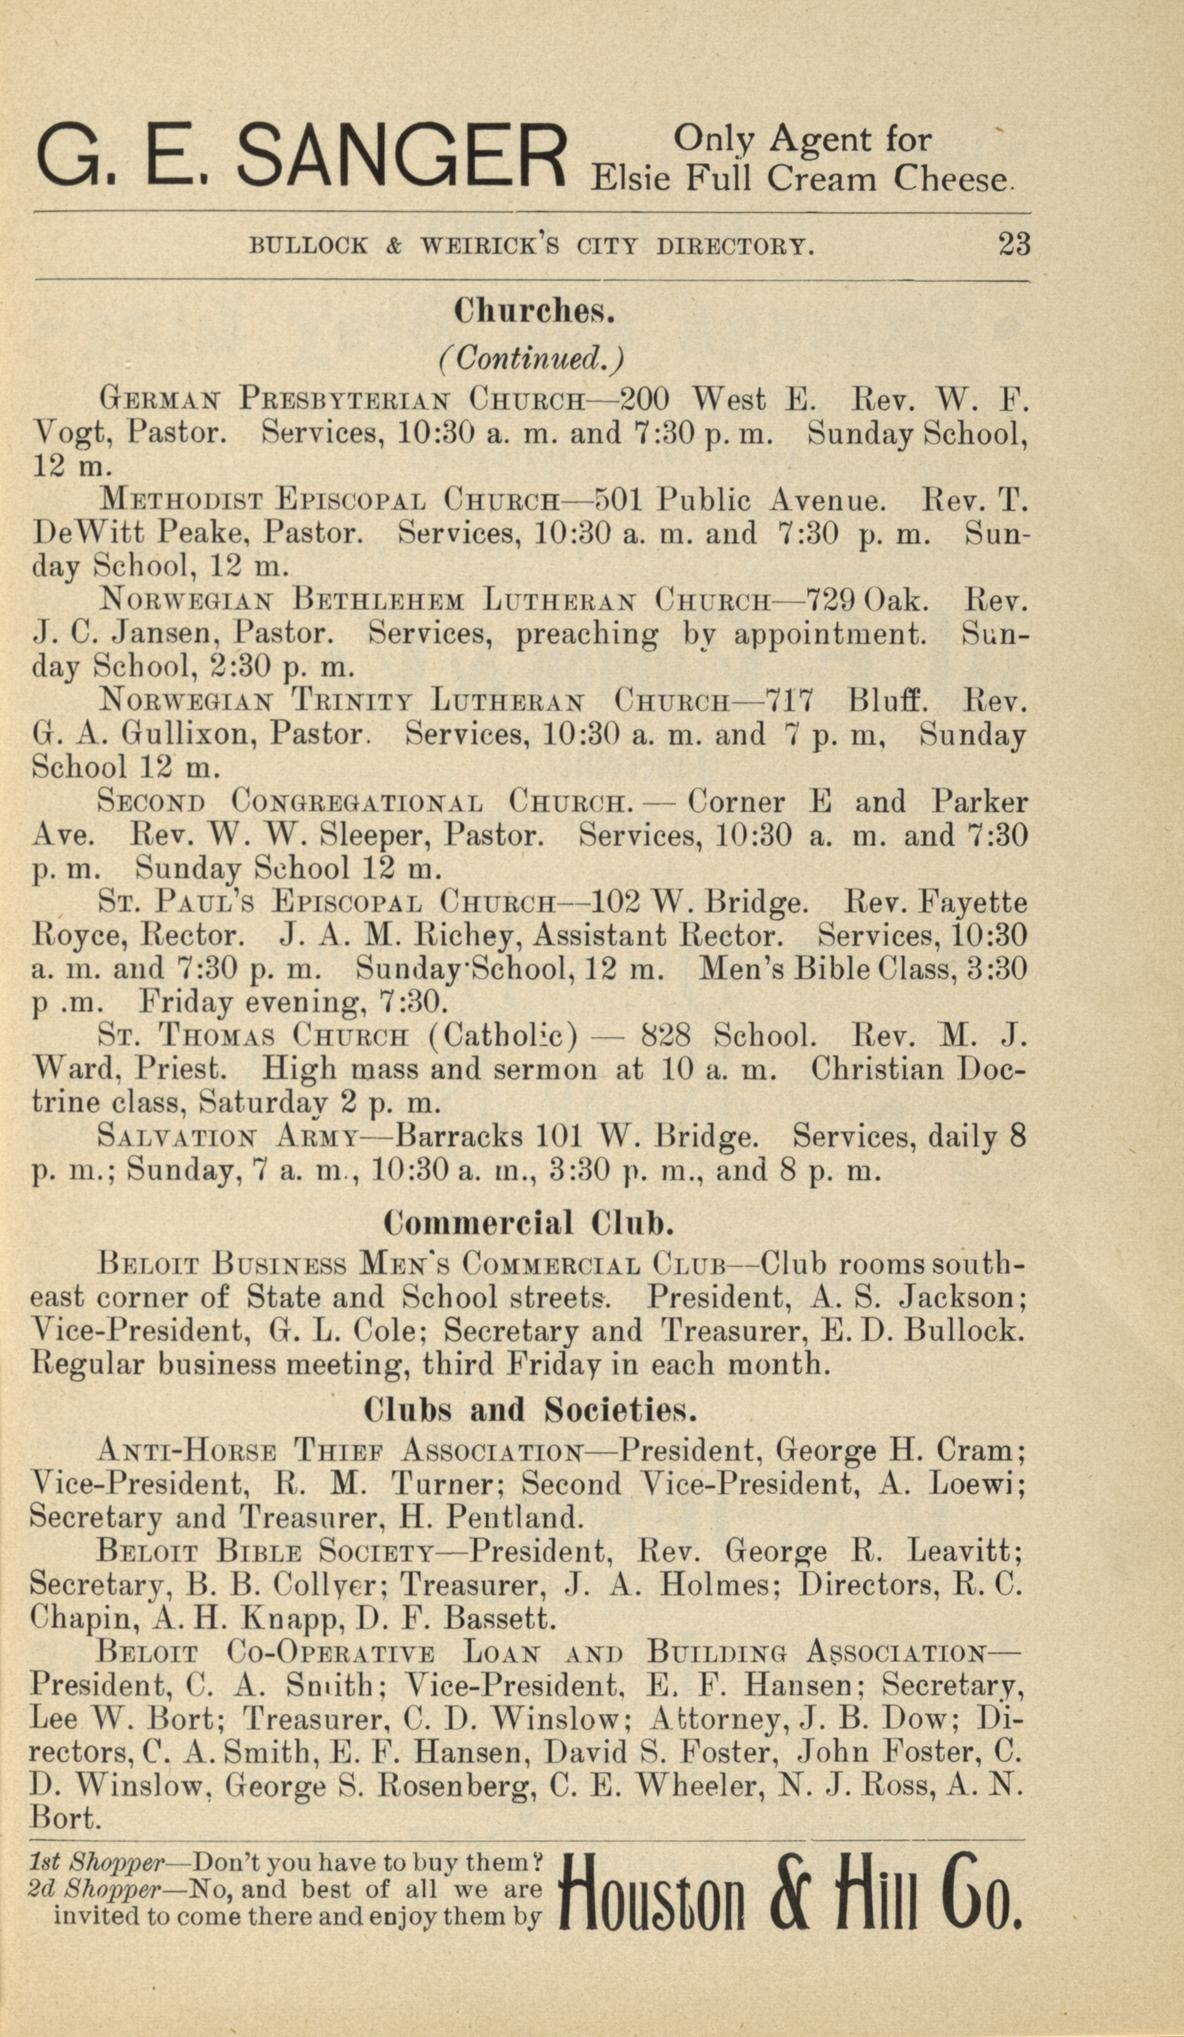 G. E. SANGER Only Agent for
Elsie Full Cream Cheese.
BULLOCK & WEIRICK'S CITY DIRECTORY. 23
Churches.
(Continued.)
GERMAN PRESBYTERIAN CHURCH—200 West E. Rev. W. F.
Vogt, Pastor. Services, 10:30 a. m. and 7:30 p. m. Sunday School,
12 m.
METHODIST EPISCOPAL CHURCH—501 Public Avenue. Rev. T.
DeWitt Peake, Pastor. Services, 10:30 a. m. and 7:30 p. m. Sun-
day School, 12 m.
NORWEGIAN BETHLEHEM LUTHERAN CHURCH—729 Oak. Rev.
J. C. Jansen, Pastor. Services, preaching by appointment. Sun-
day School, 2:30 p. m.
NORWEGIAN TRINITY LUTHERAN CHURCH—717 Bluff. Rev.
G. A. Gullixon, Pastor. Services, 10:30 a. m. and 7 p. m, Sunday
School 12 m.
SECOND CONGREGATIONAL CHURCH. — Corner E and Parker
Ave. Rev. W. W. Sleeper, Pastor. Services, 10:30 a. m. and 7:30
p. m. Sunday School 12 m.
ST. PAUL'S EPISCOPAL CHURCH—102 W. Bridge. Rev. Fayette
Royce, Rector. J. A. M. Richey, Assistant Rector. Services, 10:30
a. m. and 7:30 p. m. Sunday School, 12 m. Men's Bible Class, 3:30
p .m. Friday evening, 7:30.
ST. THOMAS CHURCH (Catholic) — 828 School. Rev. M. J.
Ward, Priest. High mass and sermon at 10 a. m. Christian Doc-
trine class, Saturday 2 p. m.
SALVATION ARMY—Barracks 101 W. Bridge. Services, daily 8
p. m.; Sunday, 7 a. m., 10:30 a. m., 3:30 p. m., and 8 p. m.
Commercial Club.
BELOIT BUSINESS MEN'S COMMERCIAL CLUB—Club rooms south-
east corner of State and School streets. President, A. S. Jackson;
Vice-President, G. L. Cole; Secretary and Treasurer, E. D. Bullock.
Regular business meeting, third Friday in each month.
Clubs and Societies.
ANTI-HORSE THIEF ASSOCIATION—President, George H. Cram;
Vice-President, R. M. Turner; Second Vice-President, A. Loewi;
Secretary and Treasurer, H. Pentland.
BELOIT BIBLE SOCIETY—President, Rev. George R. Leavitt;
Secretary, B. B. Collyer; Treasurer, J. A. Holmes; Directors, R. C.
Chapin, A. H. Knapp, D. F. Bassett.
BELOIT CO-OPERATIVE LOAN AND BUILDING ASSOCIATION—
President, C. A. Smith; Vice-President, E. F. Hansen; Secretary,
Lee W. Bort; Treasurer, C. D. Winslow; Attorney, J. B. Dow; Di-
rectors, C. A. Smith, E. F. Hansen, David S. Foster, John Foster, C.
D. Winslow, George S. Rosenberg, C. E. Wheeler, N. J. Ross, A. N.
Bort.
1st Shopper—Don't you have to buy them?
2d Shopper—No, and best of all we are
invited to come there and enjoy them by
Houston & Hill Co.